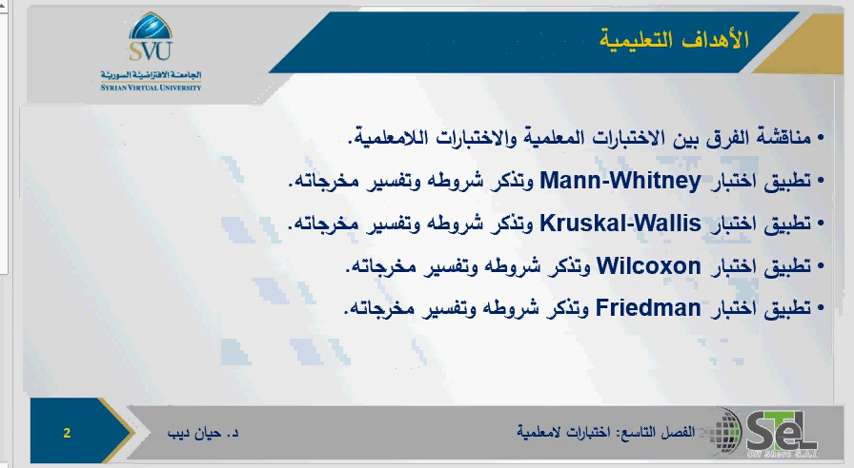 الأهداف التعليمية
SVU
الجامعة الافتراضية السورية
SYRIAN VIRTUAL UNIVERSITY
• مناقشة الفرق بين الاختبارات المعلمية والاختبارات اللامعلمية.
• تطبيق اختبار Mann-Whitney وتذكر شروطه وتفسير مخرجاته.
• تطبيق اختبار Kruskal-Wallis وتذكر شروطه وتفسير مخرجاته.
• تطبيق اختبار Wilcoxon وتذكر شروطه وتفسير مخرجاته.
• تطبيق اختبار Friedman وتذكر شروطه وتفسير مخرجاته.
الفصل التاسع: اختبارات لامعلمية
د. حيان ديب
2
STeL
Off Shore S.A.L